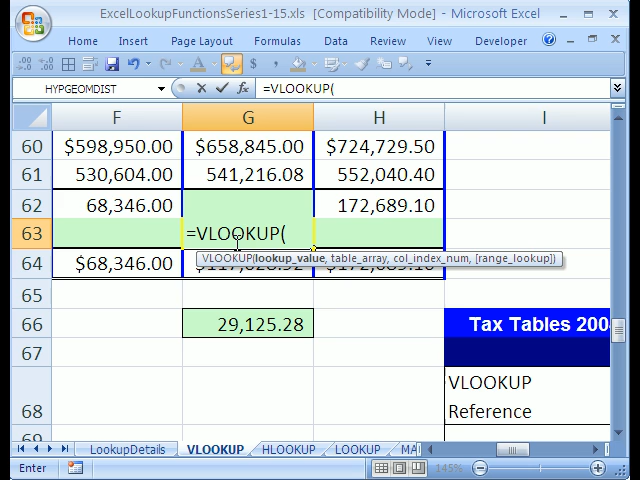 ExcelLookupFunctionsSeries1-15.xls [Compatibility Mode] - Microsoft Excel
Home Insert Page Layout Formulas Data Review View Developer
HYPGEOMDIST fx =VLOOKUP(
F G H I
60 $598,950.00 $658,845.00 $724,729.50
61 530,604.00 541,216.08 552,040.40
62 68,346.00 172,689.10
63 =VLOOKUP(
VLOOKUP(lookup_value, table_array, col_index_num, [range_lookup])
64 $68,346.00
65
66 29,125.28 Tax Tables 200
67
VLOOKUP
68 Reference
LookupDetails VLOOKUP HLOOKUP LOOKUP MA
Enter 145%